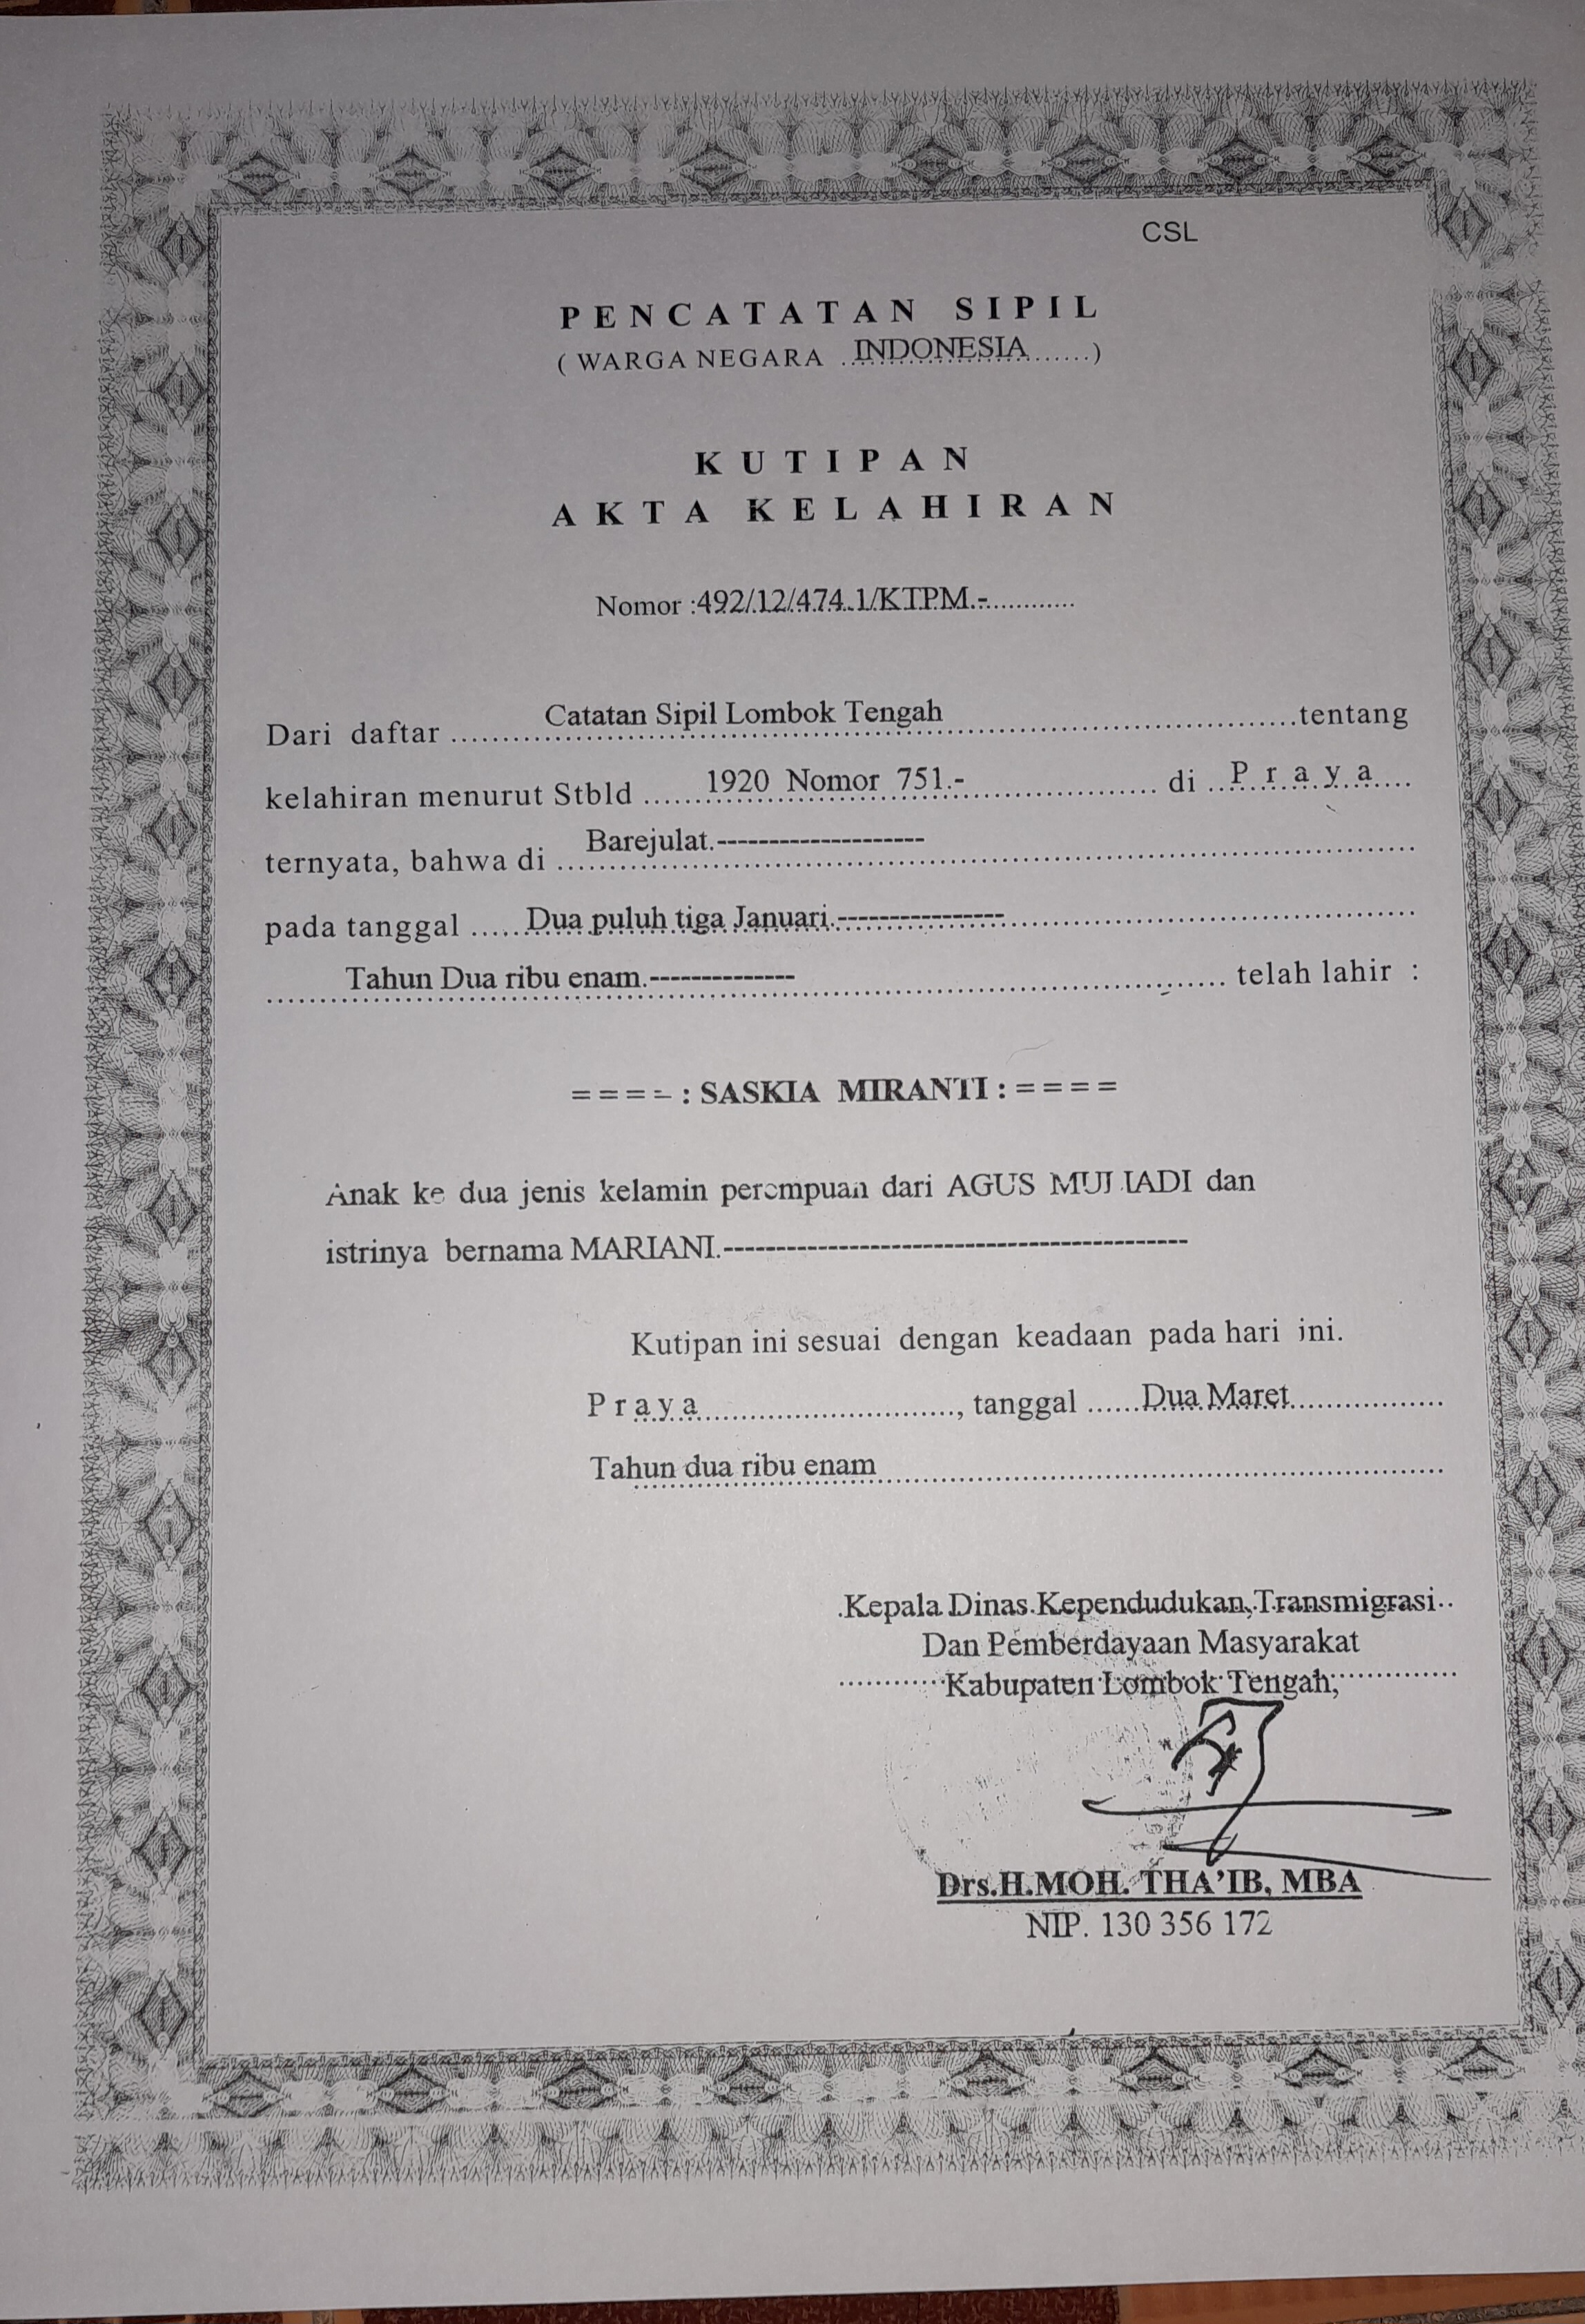 CSL
PENCATATAN SIPIL
( WARGA NEGARA ..INDONESIA......)
KUTIPAN
AKTA KELAHIRAN
Nomor :492/12/474.1/KTPM.-............
Dari daftar ........Catatan Sipil Lombok Tengah..............................tentang
kelahiran menurut Stbld ......1920 Nomor 751.-.................... di ..P r a y a....
ternyata, bahwa di ...Barejulat.--------------------........................
pada tanggal ......Dua puluh tiga Januari.----------------..............................
........Tahun Dua ribu enam.--------------.............................. telah lahir :
= = = = : SASKIA MIRANTI : = = = =
Anak ke dua jenis kelamin perempuan dari AGUS dan
istrinya bernama MARIANI.--------------------------------------------
Kutipan ini sesuai dengan keadaan pada hari ini.
P r a y a.............................., tanggal ......Dua Maret...............
Tahun dua ribu enam..................................................
.Kepala Dinas Kependudukan, Transmigrasi..
Dan Pemberdayaan Masyarakat
............Kabupaten Lombok Tengah,..............
Drs.H.MOH. THA'IB, MBA
NIP. 130 356 172